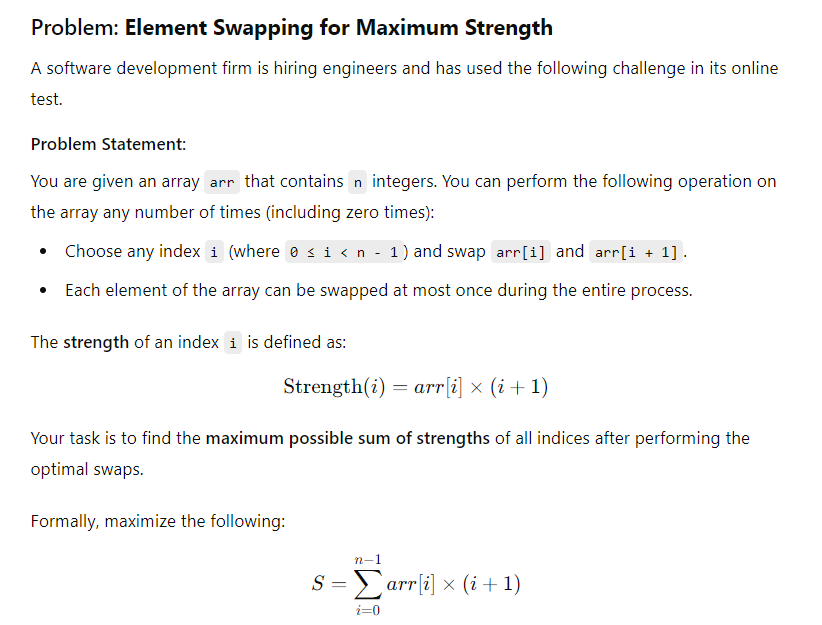 Problem: Element Swapping for Maximum Strength
A software development firm is hiring engineers and has used the following challenge in its online
test.
Problem Statement:
You are given an array arr that contains n integers. You can perform the following operation on
the array any number of times (including zero times):
• Choose any index i (where 0 ≤ i < n - 1) and swap arr[i] and arr[i + 1].
• Each element of the array can be swapped at most once during the entire process.
The strength of an index i is defined as:
Strength(i) = arr[i] × (i + 1)
Your task is to find the maximum possible sum of strengths of all indices after performing the
optimal swaps.
Formally, maximize the following:
S = ∑_{i=0}^{n−1} arr[i] × (i + 1)